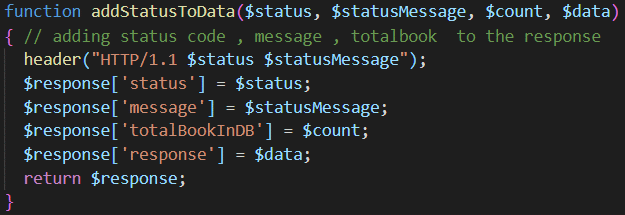 function addStatusToData($status, $statusMessage, $count, $data)
{ // adding status code , message , totalbook  to the response
  header("HTTP/1.1 $status $statusMessage");
  $response['status'] = $status;
  $response['message'] = $statusMessage;
  $response['totalBookInDB'] = $count;
  $response['response'] = $data;
  return $response;
}